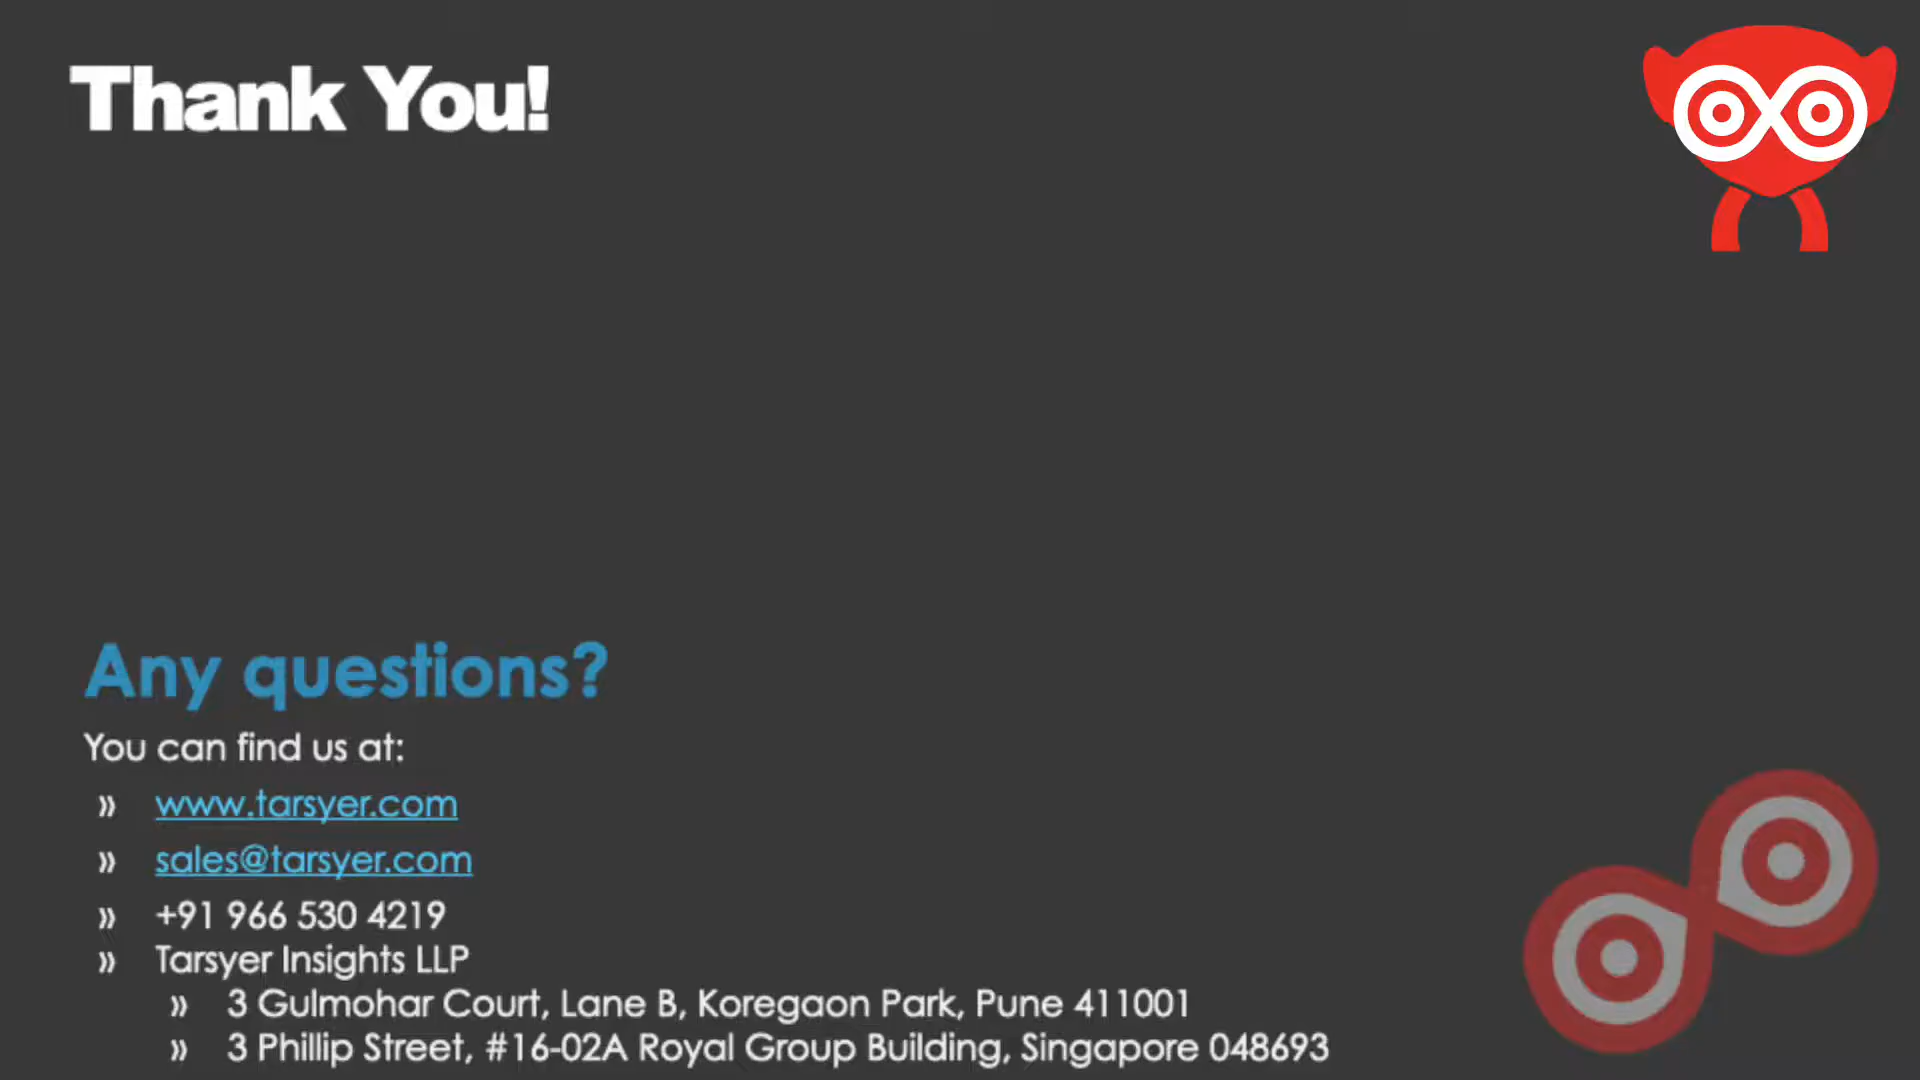 Thank You!
Any questions?
You can find us at:
» www.tarsyer.com
» sales@tarsyer.com
» +91 966 530 4219
» Tarsyer Insights LLP
» 3 Gulmohar Court, Lane B, Koregaon Park, Pune 411001
» 3 Phillip Street, #16-02A Royal Group Building, Singapore 048693